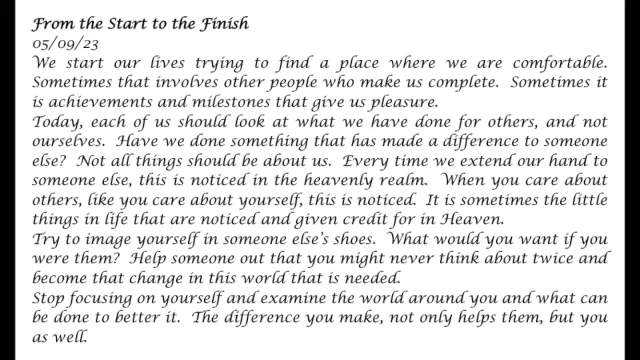 From the Start to the Finish
05/09/23
We start our lives trying to find a place where we are comfortable.
Sometimes that involves other people who make us complete. Sometimes it
is achievements and milestones that give us pleasure.
Today, each of us should look at what we have done for others, and not
ourselves. Have we done something that has made a difference to someone
else? Not all things should be about us. Every time we extend our hand to
someone else, this is noticed in the heavenly realm. When you care about
others, like you care about yourself, this is noticed. It is sometimes the little
things in life that are noticed and given credit for in Heaven.
Try to image yourself in someone else's shoes. What would you want if you
were them? Help someone out that you might never think about twice and
become that change in this world that is needed.
Stop focusing on yourself and examine the world around you and what can
be done to better it. The difference you make, not only helps them, but you
as well.